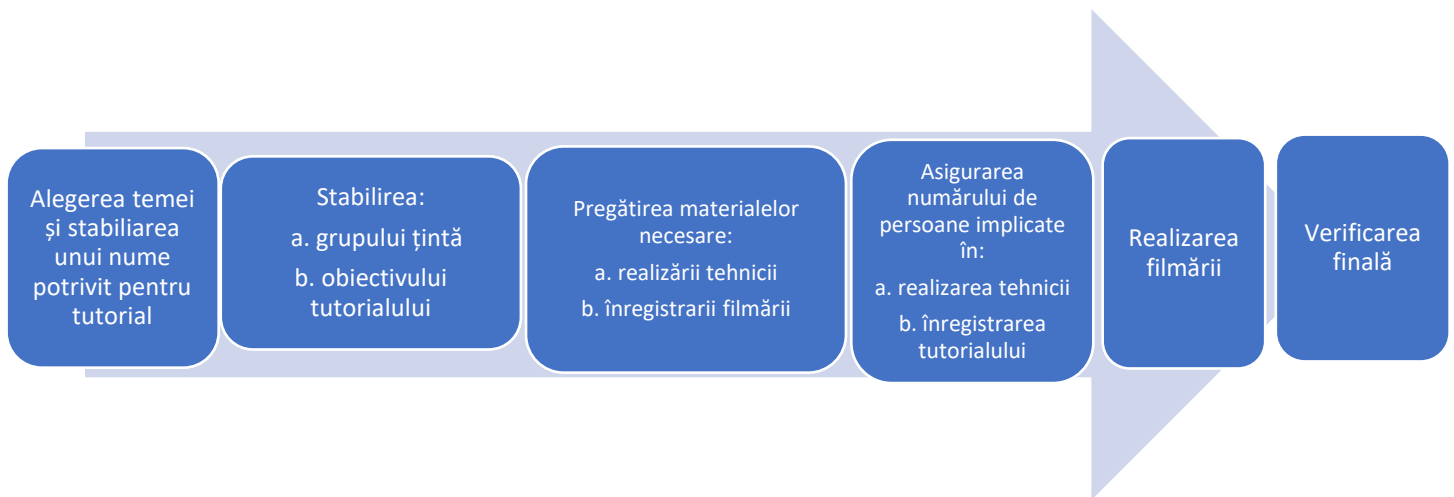 Alegerea temei
și stabiliarea
unui nume
potrivit pentru
tutorial
Stabilirea:
a. grupului țintă
b. obiectivului
tutorialului
Pregătirea materialelor
necesare:
a. realizării tehnicii
b. înregistrarii filmării
Asigurarea
numărului de
persoane implicate
în:
a. realizarea tehnicii
b. înregistrarea
tutorialului
Realizarea
filmării
Verificarea
finală